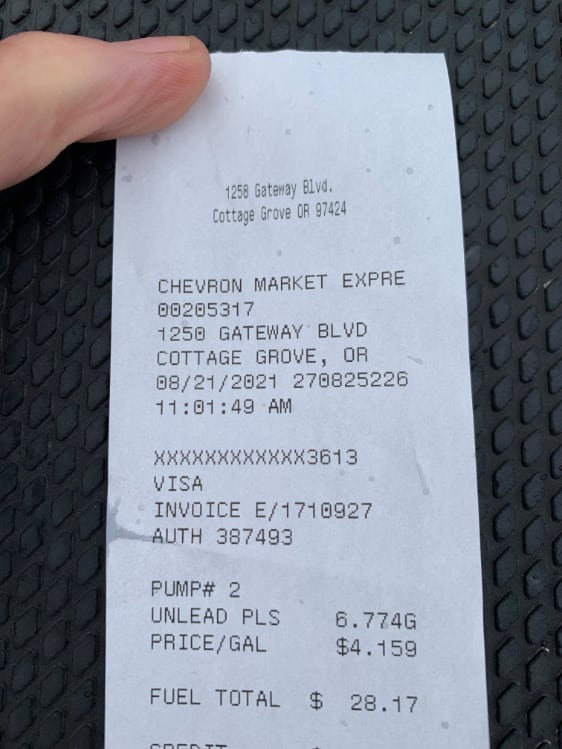 1258 Gateway Blvd.
Cottage Grove OR 97424
CHEVRON MARKET EXPRE
00205317
1250 GATEWAY BLVD
COTTAGE GROVE, OR
08/21/2021 270825226
11:01:49 AM
XXXXXXXXXXXX3613
VISA
INVOICE E/1710927
AUTH 387493
PUMP# 2
UNLEAD PLS 6.774G
PRICE/GAL $4.159
FUEL TOTAL $ 28.17
CREDIT $